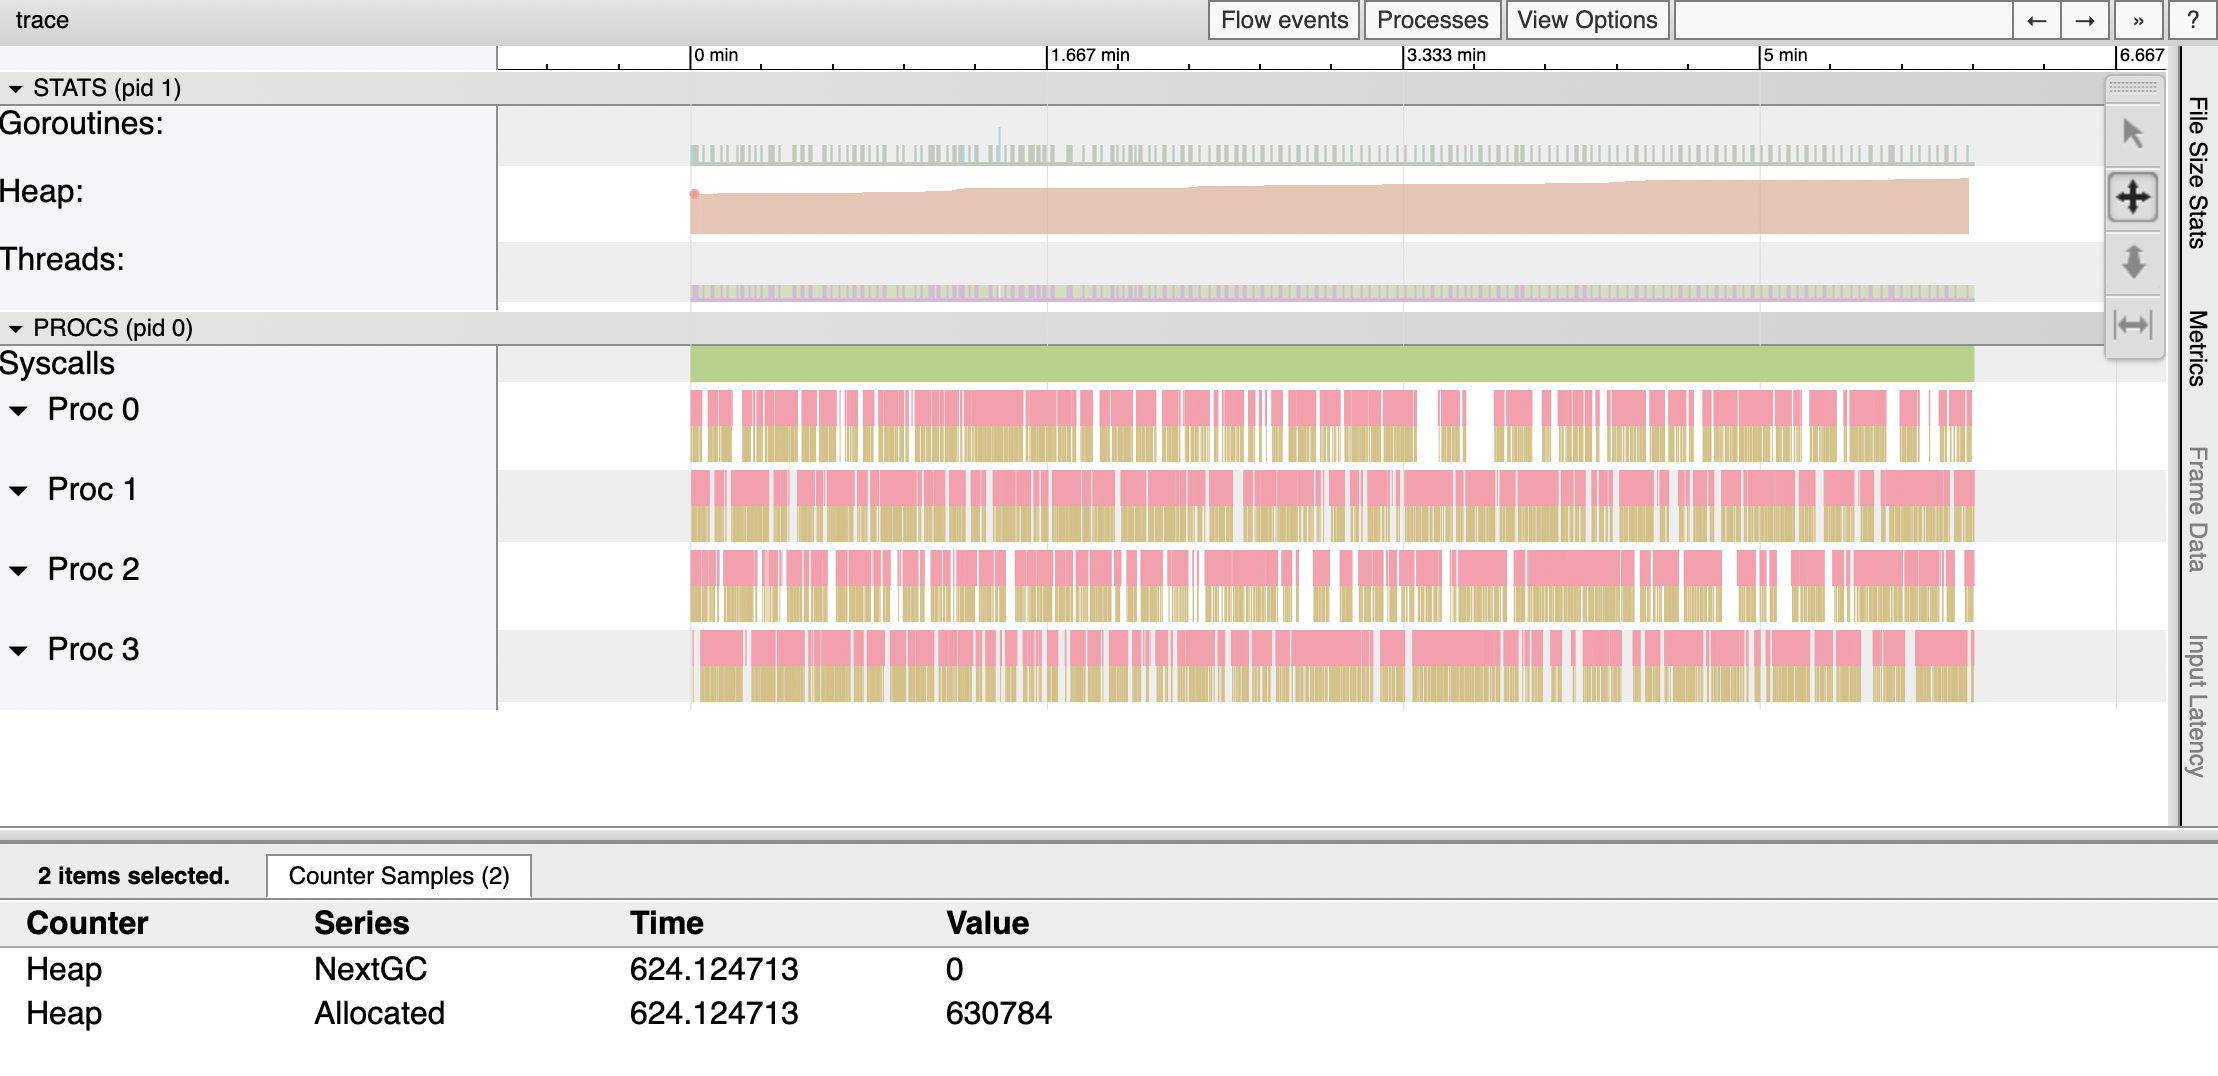 trace
Flow events Processes View Options ← → » ?
0 min 1.667 min 3.333 min 5 min 6.667
STATS (pid 1)
Goroutines:
Heap:
Threads:
PROCS (pid 0)
Syscalls
Proc 0
Proc 1
Proc 2
Proc 3
File Size Stats
Metrics
Frame Data
Input Latency
2 items selected. Counter Samples (2)
Counter Series Time Value
Heap NextGC 624.124713 0
Heap Allocated 624.124713 630784